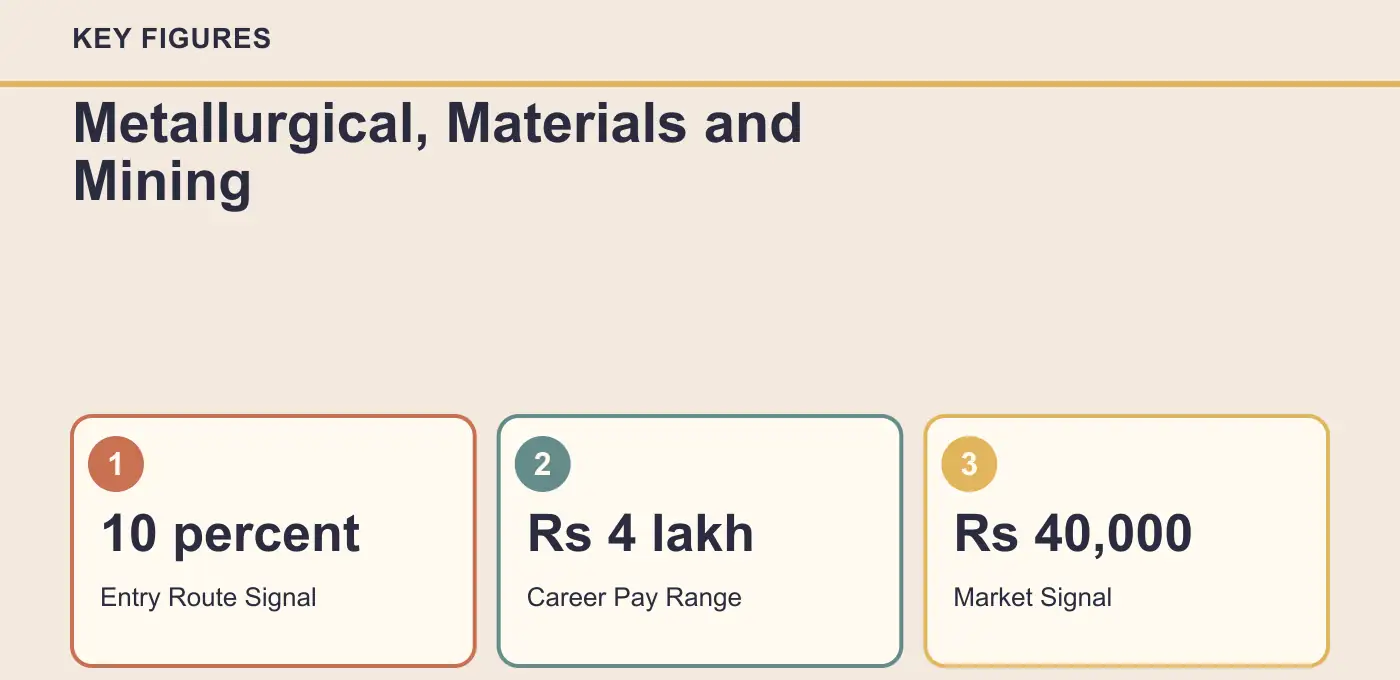 KEY FIGURES
Metallurgical, Materials and
Mining
1
10 percent
Entry Route Signal
2
Rs 4 lakh
Career Pay Range
3
Rs 40,000
Market Signal